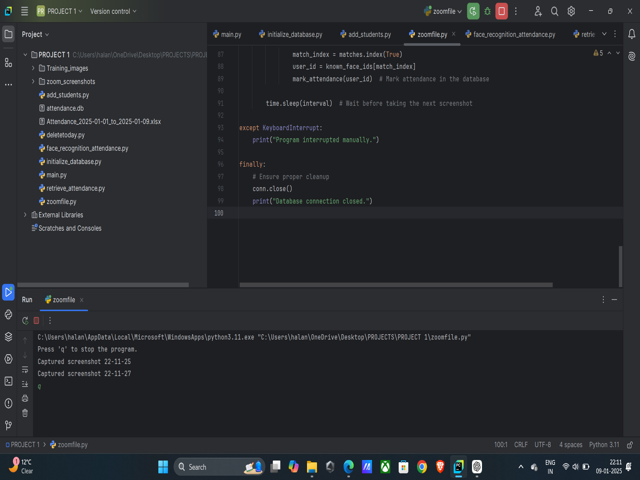 PR PROJECT 1 Version control zoomfile
Project
main.py initialize_database.py add_students.py zoomfile.py face_recognition_attendance.py retrie
PROJECT 1 C:\Users\halan\OneDrive\Desktop\PROJECTS\PROJ
Training_images
zoom_screenshots
add_students.py
attendance.db
Attendance_2025-01-01_to_2025-01-09.xlsx
deletetoday.py
face_recognition_attendance.py
initialize_database.py
main.py
retrieve_attendance.py
zoomfile.py
External Libraries
Scratches and Consoles
5
87 match_index = matches.index(True)
88 user_id = known_face_ids[match_index]
89 mark_attendance(user_id) # Mark attendance in the database
90
91 time.sleep(interval) # Wait before taking the next screenshot
92
93 except KeyboardInterrupt:
94 print("Program interrupted manually.")
95
96 finally:
97 # Ensure proper cleanup
98 conn.close()
99 print("Database connection closed.")
100
Run zoomfile
C:\Users\halan\AppData\Local\Microsoft\WindowsApps\python3.11.exe "C:\Users\halan\OneDrive\Desktop\PROJECTS\PROJECT 1\zoomfile.py"
Press 'q' to stop the program.
Captured screenshot 22-11-25
Captured screenshot 22-11-27
q
PROJECT 1 zoomfile.py 100:1 CRLF UTF-8 4 spaces Python 3.11
1 12°C
Clear
Search
ENG
IN
22:11
09-01-2025